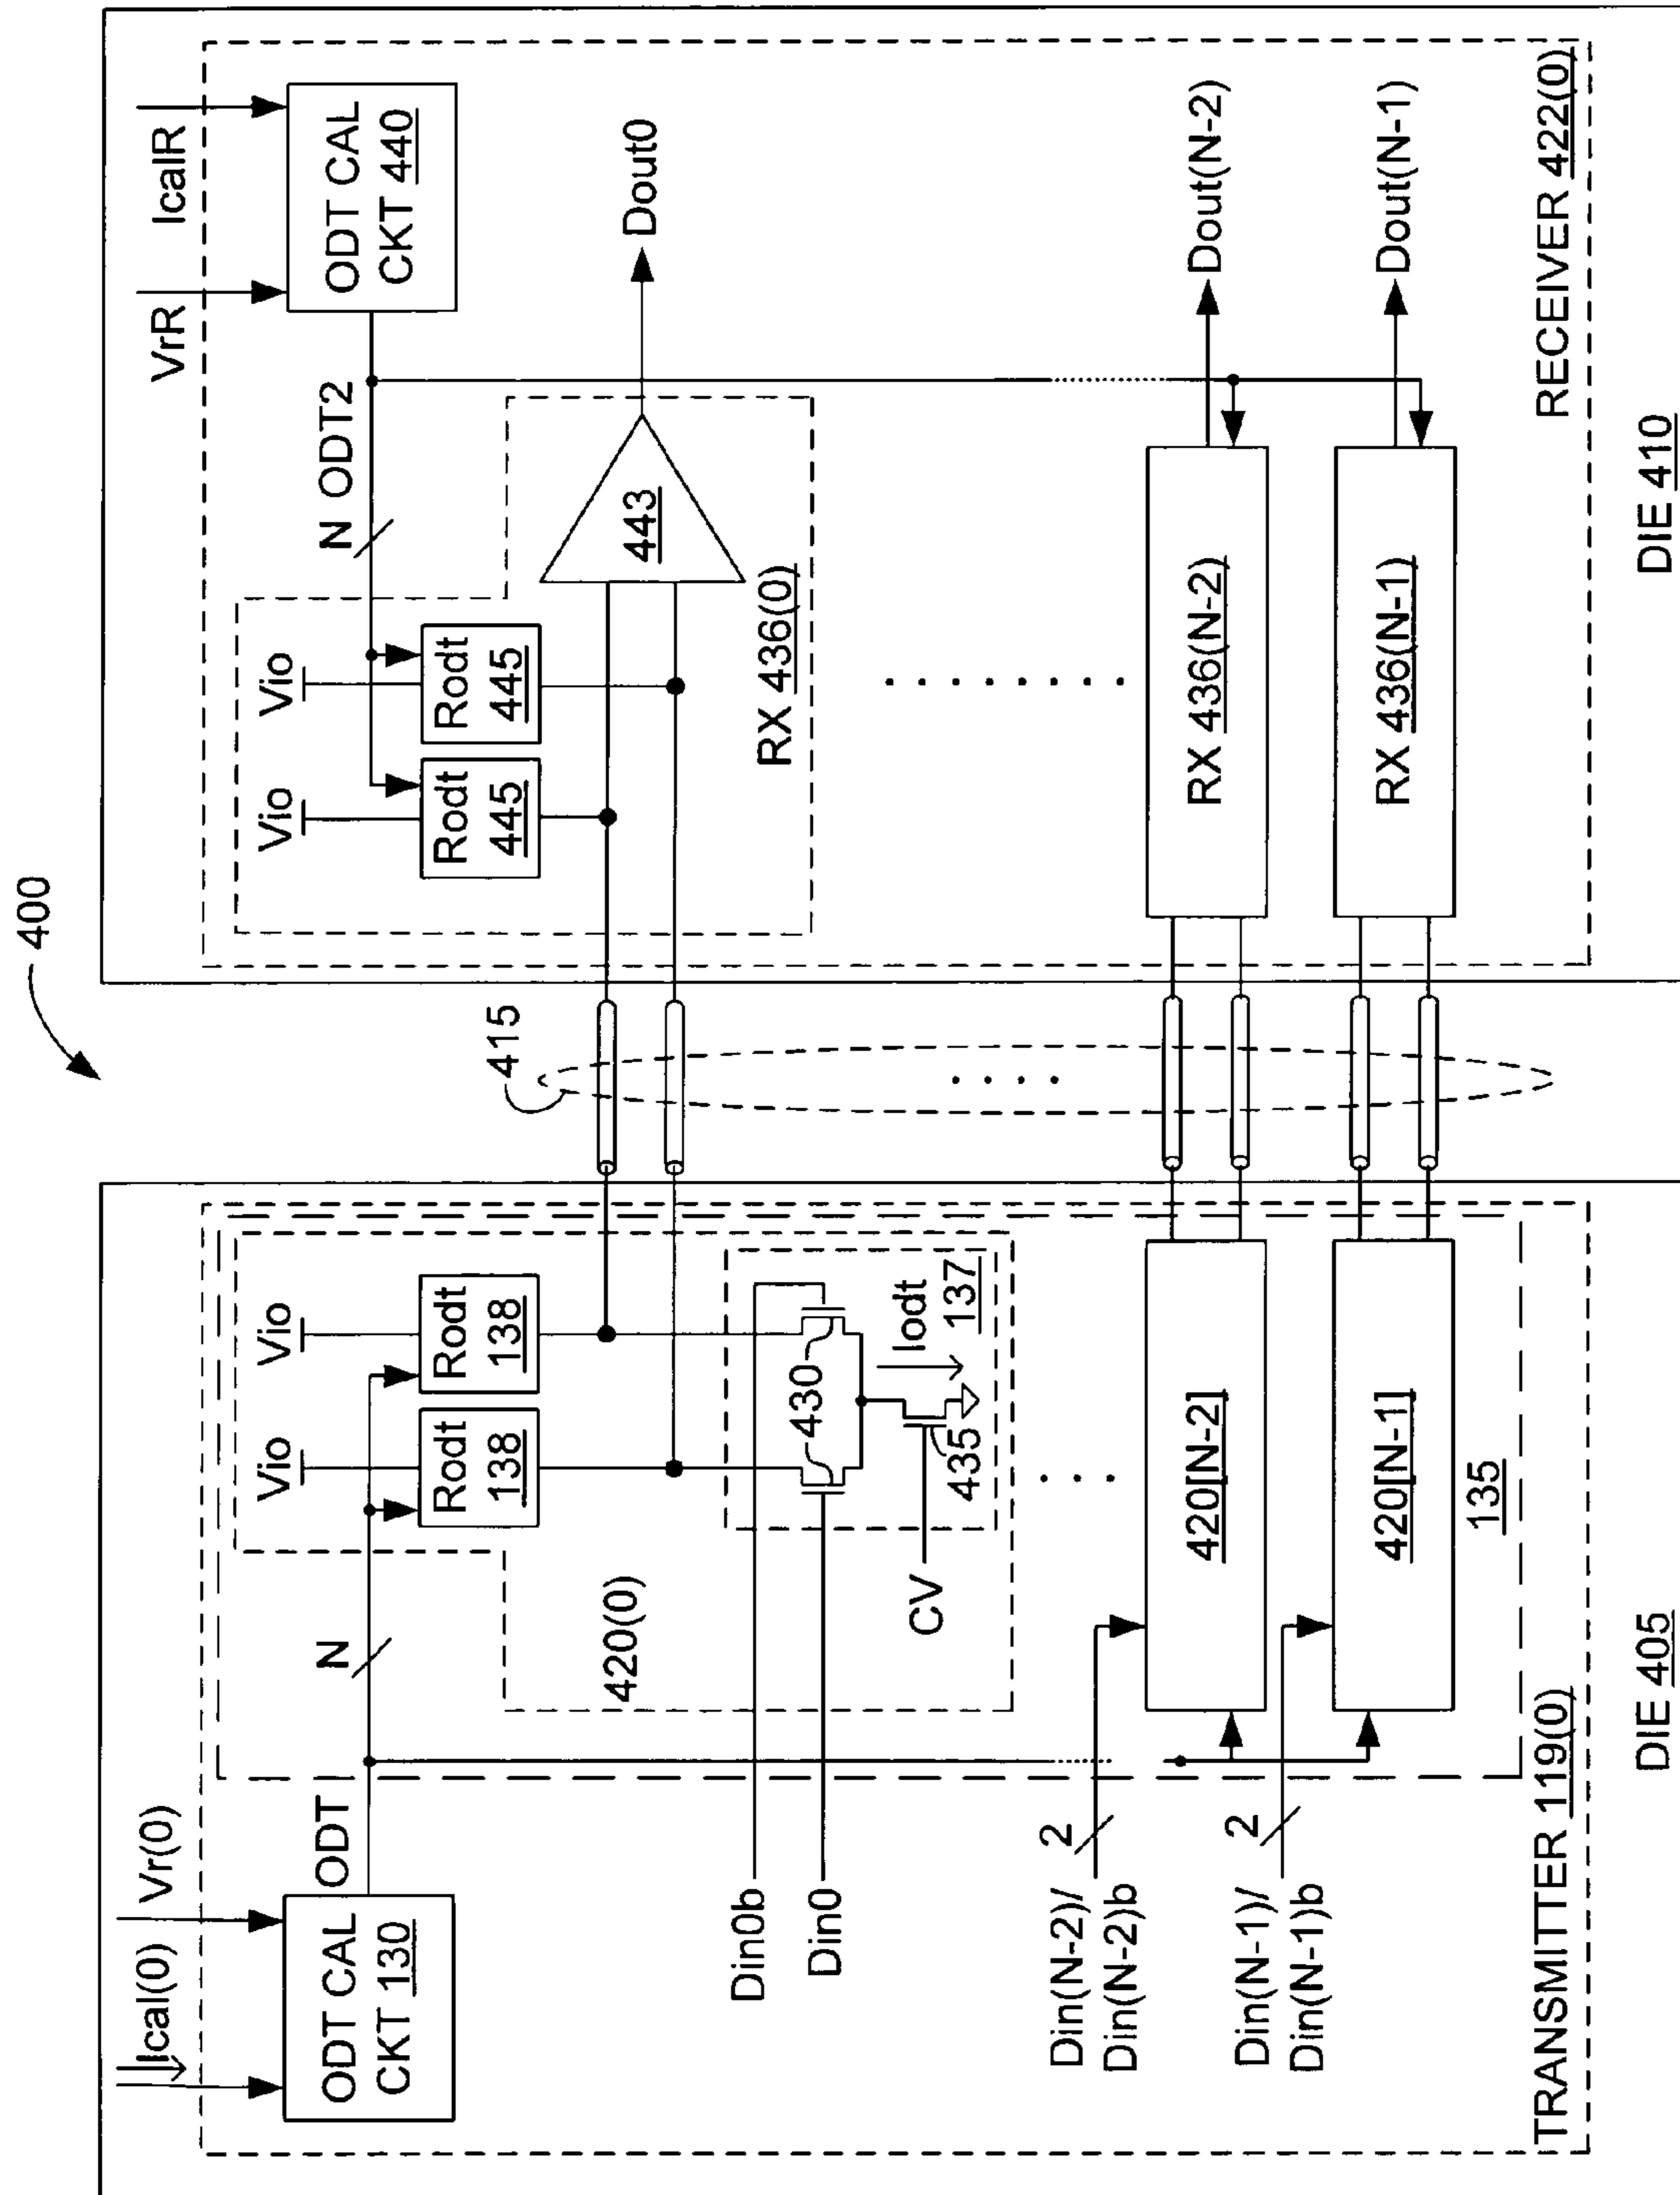 400
Ical(0)
Vr(0)
ODT CAL
CKT 130
ODT
N
Vio
Vio
Rodt
138
Rodt
138
420(0)
430
Iodt
137
435
CV
Din0b
Din0
Din(N-2)/
Din(N-2)b
2
Din(N-1)/
Din(N-1)b
2
420[N-2]
420[N-1]
135
TRANSMITTER 119(0)
DIE 405
415
VrR
IcalR
ODT CAL
CKT 440
N ODT2
Vio
Vio
Rodt
445
Rodt
445
443
RX 436(0)
Dout0
RX 436(N-2)
Dout(N-2)
RX 436(N-1)
Dout(N-1)
RECEIVER 422(0)
DIE 410